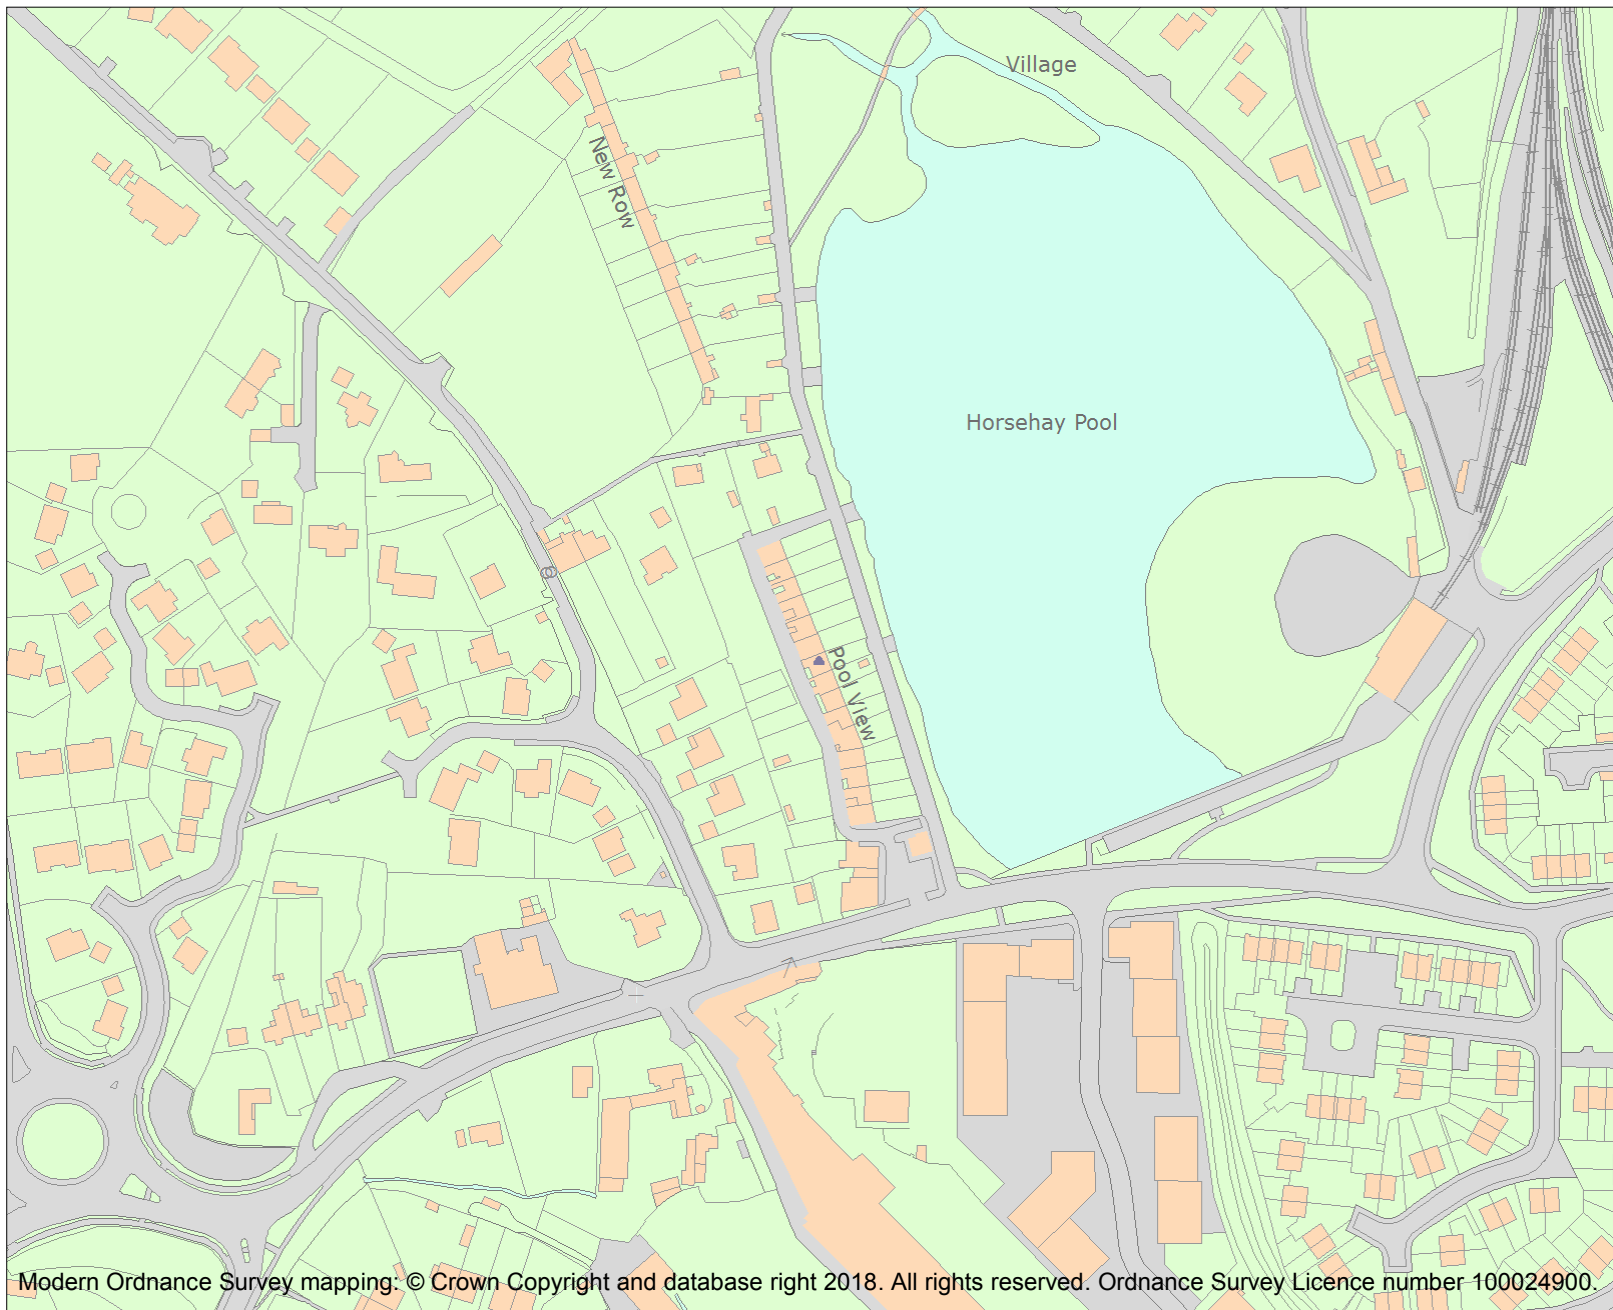 Village
New Row
Horsehay Pool
Pool View
Modern Ordnance Survey mapping: © Crown Copyright and database right 2018. All rights reserved. Ordnance Survey Licence number 100024900.